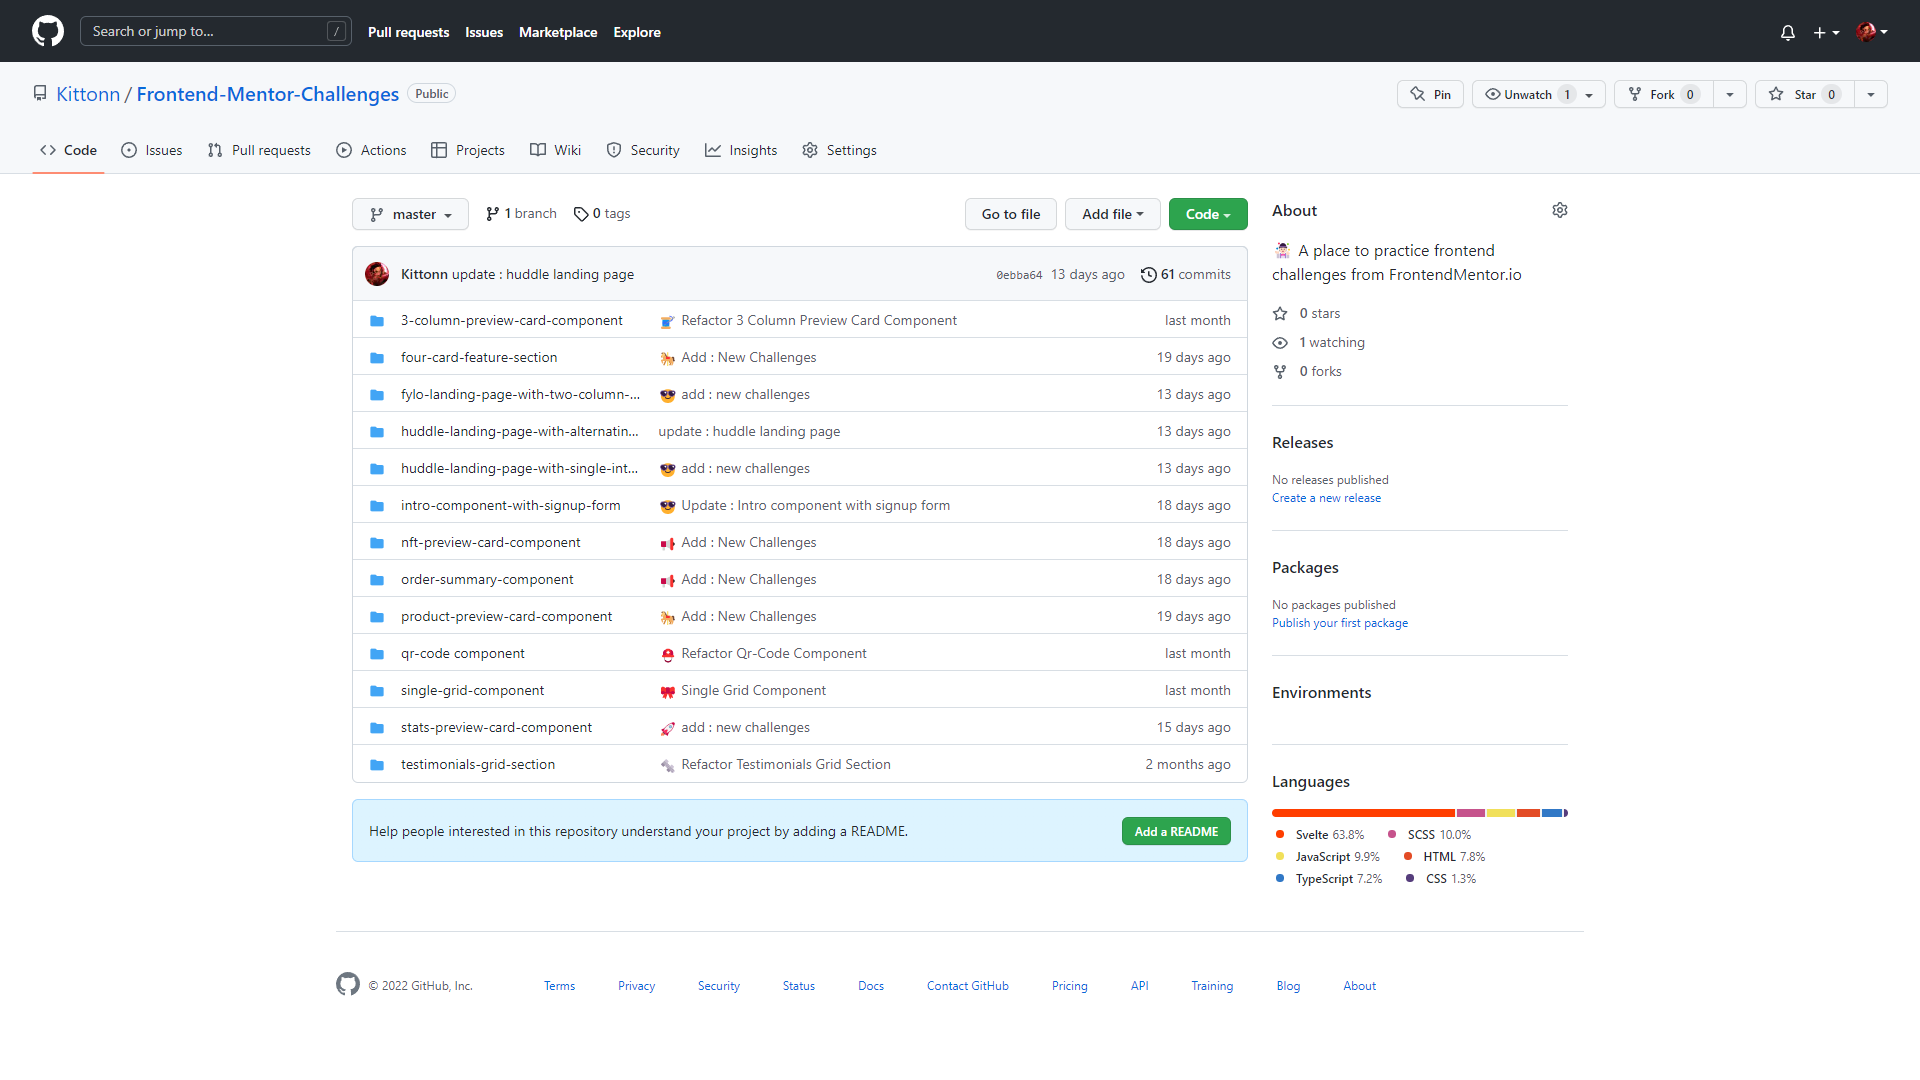 Search or jump to... /
Pull requests Issues Marketplace Explore
Kittonn / Frontend-Mentor-Challenges Public
Pin Unwatch 1 Fork 0 Star 0
Code Issues Pull requests Actions Projects Wiki Security Insights Settings
master 1 branch 0 tags Go to file Add file Code
Kittonn update : huddle landing page 0ebba64 13 days ago 61 commits
3-column-preview-card-component Refactor 3 Column Preview Card Component last month
four-card-feature-section Add : New Challenges 19 days ago
fylo-landing-page-with-two-column-... add : new challenges 13 days ago
huddle-landing-page-with-alternatin... update : huddle landing page 13 days ago
huddle-landing-page-with-single-int... add : new challenges 13 days ago
intro-component-with-signup-form Update : Intro component with signup form 18 days ago
nft-preview-card-component Add : New Challenges 18 days ago
order-summary-component Add : New Challenges 18 days ago
product-preview-card-component Add : New Challenges 19 days ago
qr-code component Refactor Qr-Code Component last month
single-grid-component Single Grid Component last month
stats-preview-card-component add : new challenges 15 days ago
testimonials-grid-section Refactor Testimonials Grid Section 2 months ago
Help people interested in this repository understand your project by adding a README. Add a README
About
A place to practice frontend
challenges from FrontendMentor.io
0 stars
1 watching
0 forks
Releases
No releases published
Create a new release
Packages
No packages published
Publish your first package
Environments
Languages
Svelte 63.8% SCSS 10.0%
JavaScript 9.9% HTML 7.8%
TypeScript 7.2% CSS 1.3%
© 2022 GitHub, Inc. Terms Privacy Security Status Docs Contact GitHub Pricing API Training Blog About